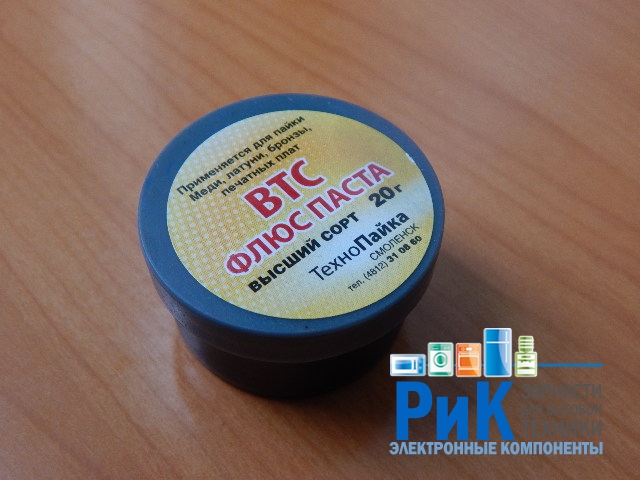 Применяется для пайки
Меди, латуни, бронзы,
печатных плат
ВТС
ФЛЮС ПАСТА
ВЫСШИЙ СОРТ 20 г
ТехноПайка
СМОЛЕНСК
тел. (4812) 31 08 60
РиК
ЗАПЧАСТИ
ДЛЯ БЫТОВОЙ
ТЕХНИКИ
ЭЛЕКТРОННЫЕ КОМПОНЕНТЫ